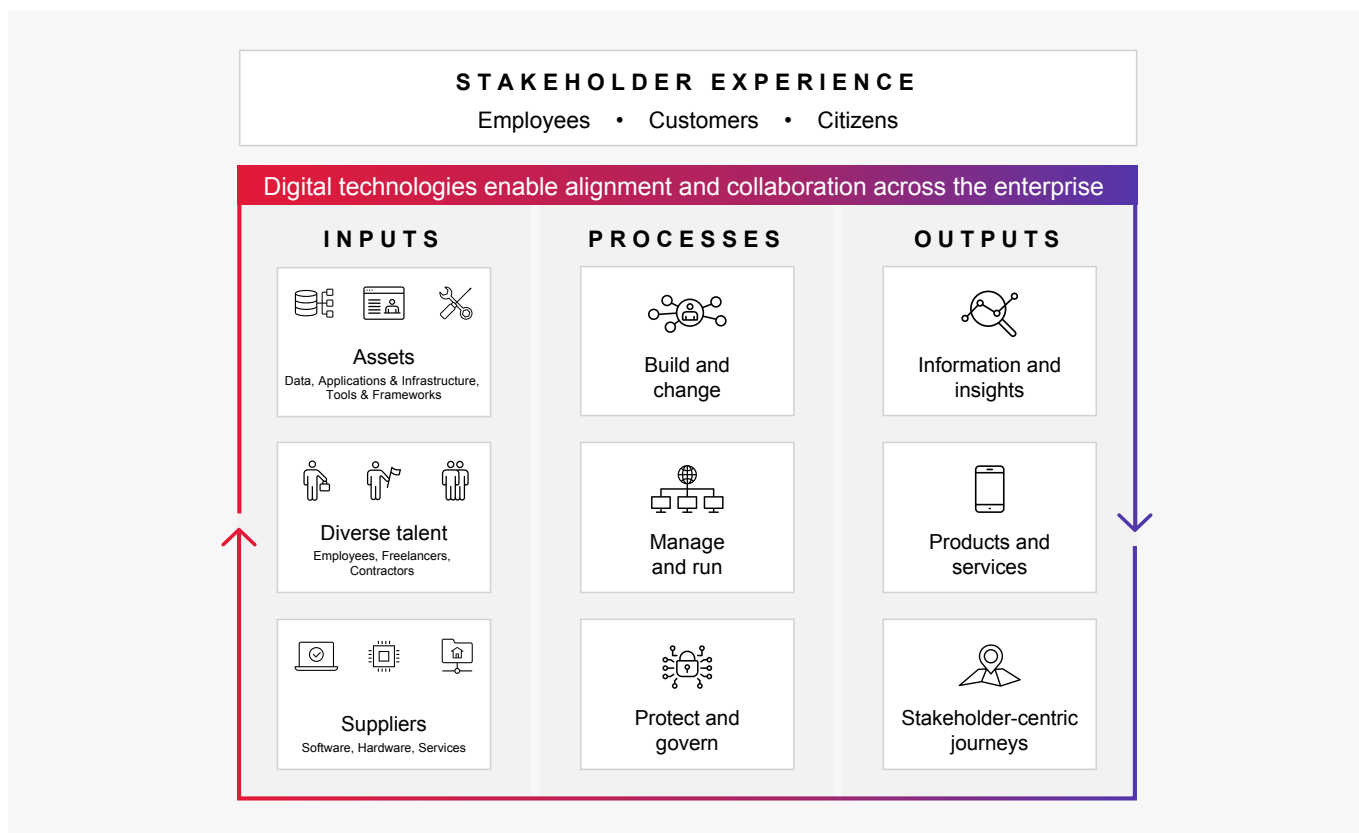 STAKEHOLDER EXPERIENCE
Employees • Customers • Citizens
Digital technologies enable alignment and collaboration across the enterprise
INPUTS
Assets
Data, Applications & Infrastructure,
Tools & Frameworks
Diverse talent
Employees, Freelancers,
Contractors
Suppliers
Software, Hardware, Services
PROCESSES
Build and
change
Manage
and run
Protect and
govern
OUTPUTS
Information and
insights
Products and
services
Stakeholder-centric
journeys